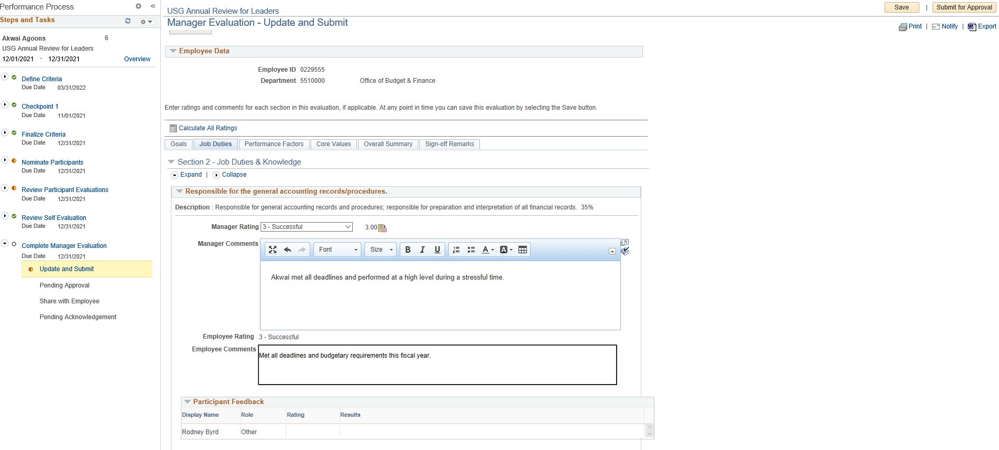 Performance Process
Steps and Tasks
Akwai Agoons 6
USG Annual Review for Leaders
12/01/2021 - 12/31/2021 Overview
Define Criteria
Due Date 03/31/2022
Checkpoint 1
Due Date 11/01/2021
Finalize Criteria
Due Date 12/31/2021
Nominate Participants
Due Date 12/31/2021
Review Participant Evaluations
Due Date 12/31/2021
Review Self Evaluation
Due Date 12/31/2021
Complete Manager Evaluation
Due Date 12/31/2021
Update and Submit
Pending Approval
Share with Employee
Pending Acknowledgement
USG Annual Review for Leaders
Save | Submit for Approval
Manager Evaluation - Update and Submit
Print | Notify | Export
Employee Data
Employee ID 0229555
Department 5510000 Office of Budget & Finance
Enter ratings and comments for each section in this evaluation, if applicable. At any point in time you can save this evaluation by selecting the Save button.
Calculate All Ratings
Goals Job Duties Performance Factors Core Values Overall Summary Sign-off Remarks
Section 2 - Job Duties & Knowledge
Expand | Collapse
Responsible for the general accounting records/procedures.
Description : Responsible for general accounting records and procedures; responsible for preparation and interpretation of all financial records. 35%
Manager Rating 3 - Successful 3.00
Manager Comments
Font Size B I U A A
Akwai met all deadlines and performed at a high level during a stressful time.
Employee Rating 3 - Successful
Employee Comments
Met all deadlines and budgetary requirements this fiscal year.
Participant Feedback
Display Name Role Rating Results
Rodney Byrd Other